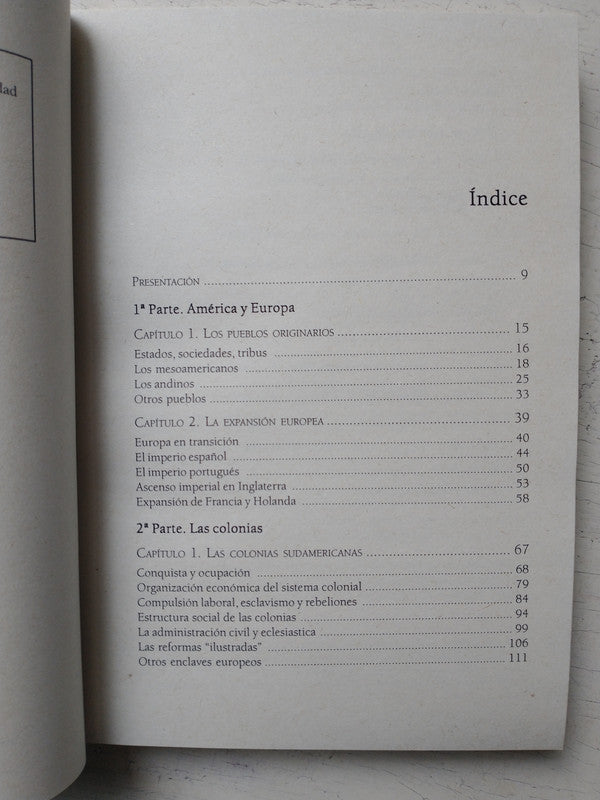 dad
Índice
Presentación ........ 9
1ª Parte. América y Europa
Capítulo 1. Los pueblos originarios ........ 15
Estados, sociedades, tribus ........ 16
Los mesoamericanos ........ 18
Los andinos ........ 25
Otros pueblos ........ 33
Capítulo 2. La expansión europea ........ 39
Europa en transición ........ 40
El imperio español ........ 44
El imperio portugués ........ 50
Ascenso imperial en Inglaterra ........ 53
Expansión de Francia y Holanda ........ 58
2ª Parte. Las colonias
Capítulo 1. Las colonias sudamericanas ........ 67
Conquista y ocupación ........ 68
Organización económica del sistema colonial ........ 79
Compulsión laboral, esclavismo y rebeliones ........ 84
Estructura social de las colonias ........ 94
La administración civil y eclesiastica ........ 99
Las reformas "ilustradas" ........ 106
Otros enclaves europeos ........ 111